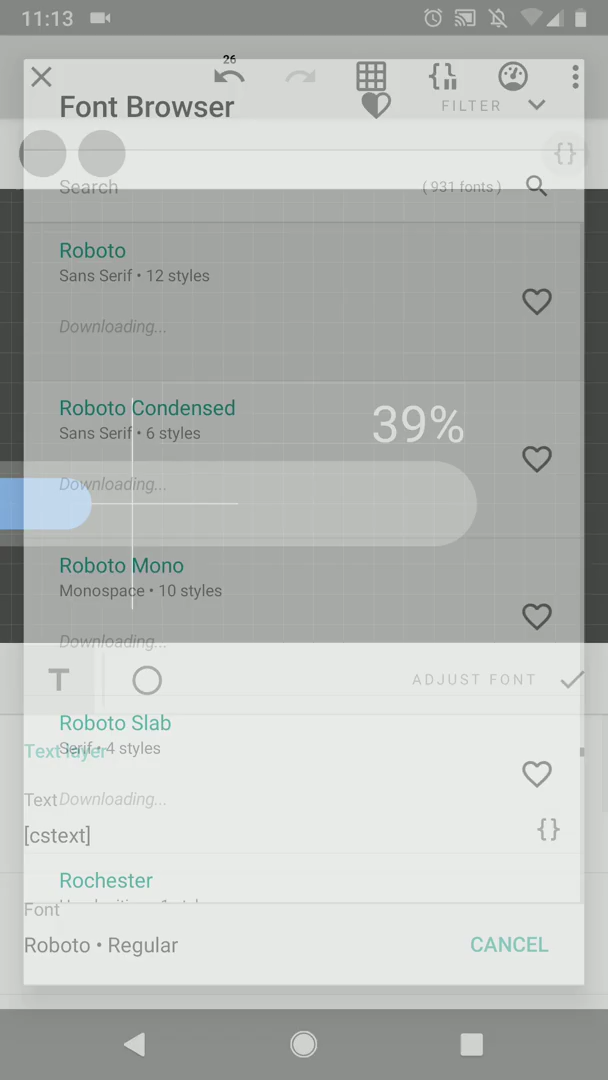 11:13
26
Font Browser
FILTER
Search
( 931 fonts )
Roboto
Sans Serif • 12 styles
Downloading...
Roboto Condensed
Sans Serif • 6 styles
39%
Downloading...
Roboto Mono
Monospace • 10 styles
Downloading...
T
ADJUST FONT
Roboto Slab
Serif • 4 styles
Text layer
Text
Downloading...
[cstext]
Rochester
Font
Roboto • Regular
CANCEL